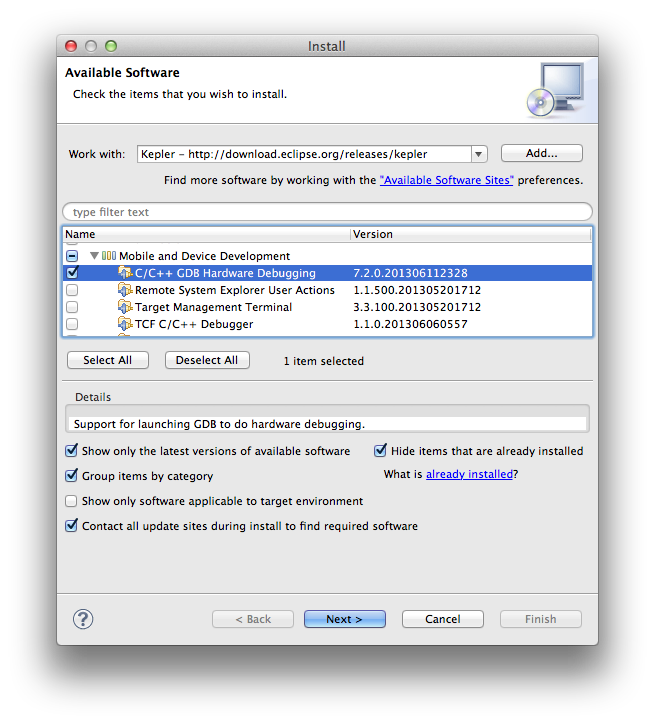 Install
Available Software
Check the items that you wish to install.
Work with: Kepler - http://download.eclipse.org/releases/kepler Add...
Find more software by working with the "Available Software Sites" preferences.
type filter text
Name Version
Mobile and Device Development
C/C++ GDB Hardware Debugging 7.2.0.201306112328
Remote System Explorer User Actions 1.1.500.201305201712
Target Management Terminal 3.3.100.201305201712
TCF C/C++ Debugger 1.1.0.201306060557
Select All Deselect All 1 item selected
Details
Support for launching GDB to do hardware debugging.
Show only the latest versions of available software Hide items that are already installed
Group items by category What is already installed?
Show only software applicable to target environment
Contact all update sites during install to find required software
? < Back Next > Cancel Finish